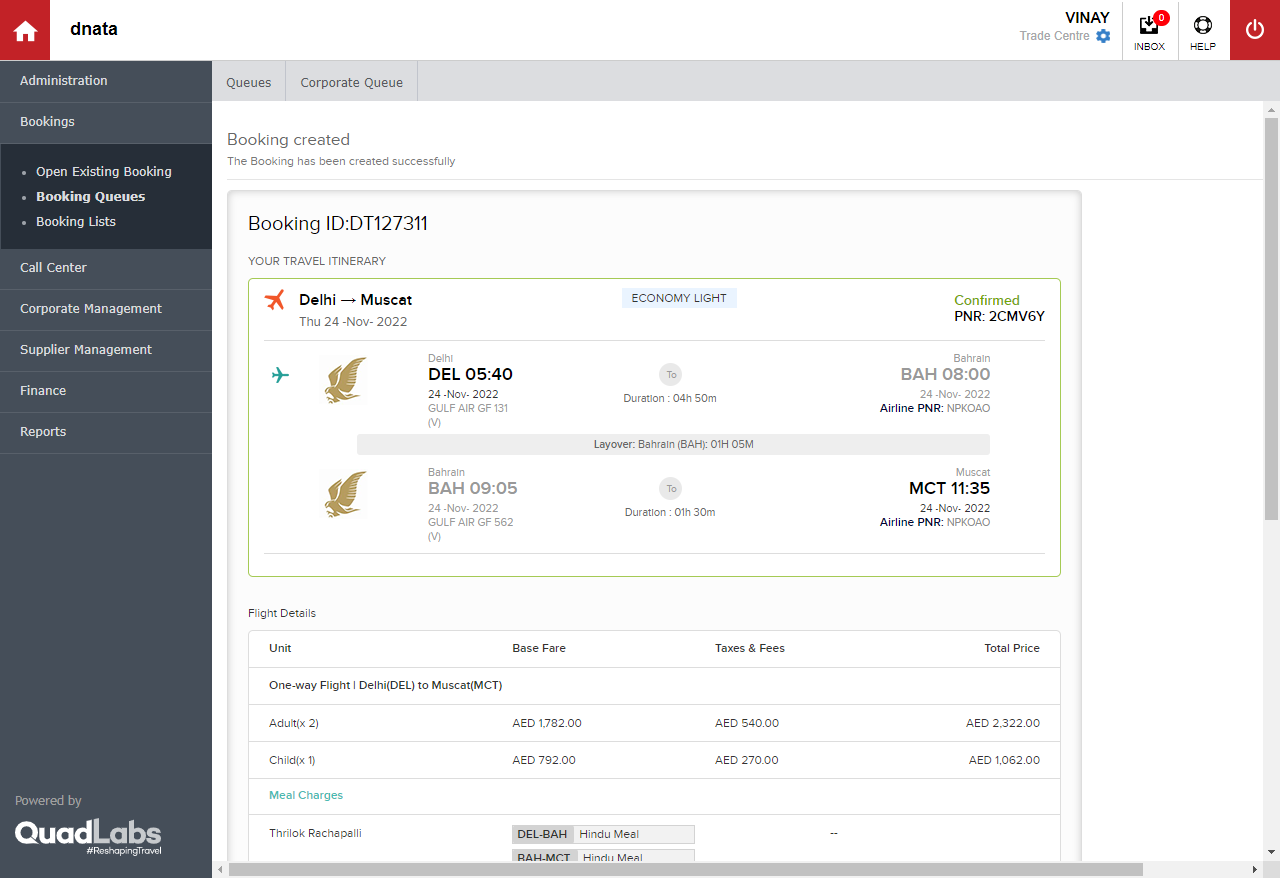 dnata
VINAY
Trade Centre
0
INBOX
HELP
Administration
Bookings
Open Existing Booking
Booking Queues
Booking Lists
Call Center
Corporate Management
Supplier Management
Finance
Reports
Powered by
QuadLabs
#ReshapingTravel
Queues
Corporate Queue
Booking created
The Booking has been created successfully
Booking ID:DT127311
YOUR TRAVEL ITINERARY
Delhi → Muscat
Thu 24 -Nov- 2022
ECONOMY LIGHT
Confirmed
PNR: 2CMV6Y
Delhi
DEL 05:40
24 -Nov- 2022
GULF AIR GF 131
(V)
To
Duration : 04h 50m
Bahrain
BAH 08:00
24 -Nov- 2022
Airline PNR: NPKOAO
Layover: Bahrain (BAH): 01H 05M
Bahrain
BAH 09:05
24 -Nov- 2022
GULF AIR GF 562
(V)
To
Duration : 01h 30m
Muscat
MCT 11:35
24 -Nov- 2022
Airline PNR: NPKOAO
Flight Details
Unit Base Fare Taxes & Fees Total Price
One-way Flight | Delhi(DEL) to Muscat(MCT)
Adult(x 2) AED 1,782.00 AED 540.00 AED 2,322.00
Child(x 1) AED 792.00 AED 270.00 AED 1,062.00
Meal Charges
Thrilok Rachapalli DEL-BAH Hindu Meal --
BAH-MCT Hindu Meal